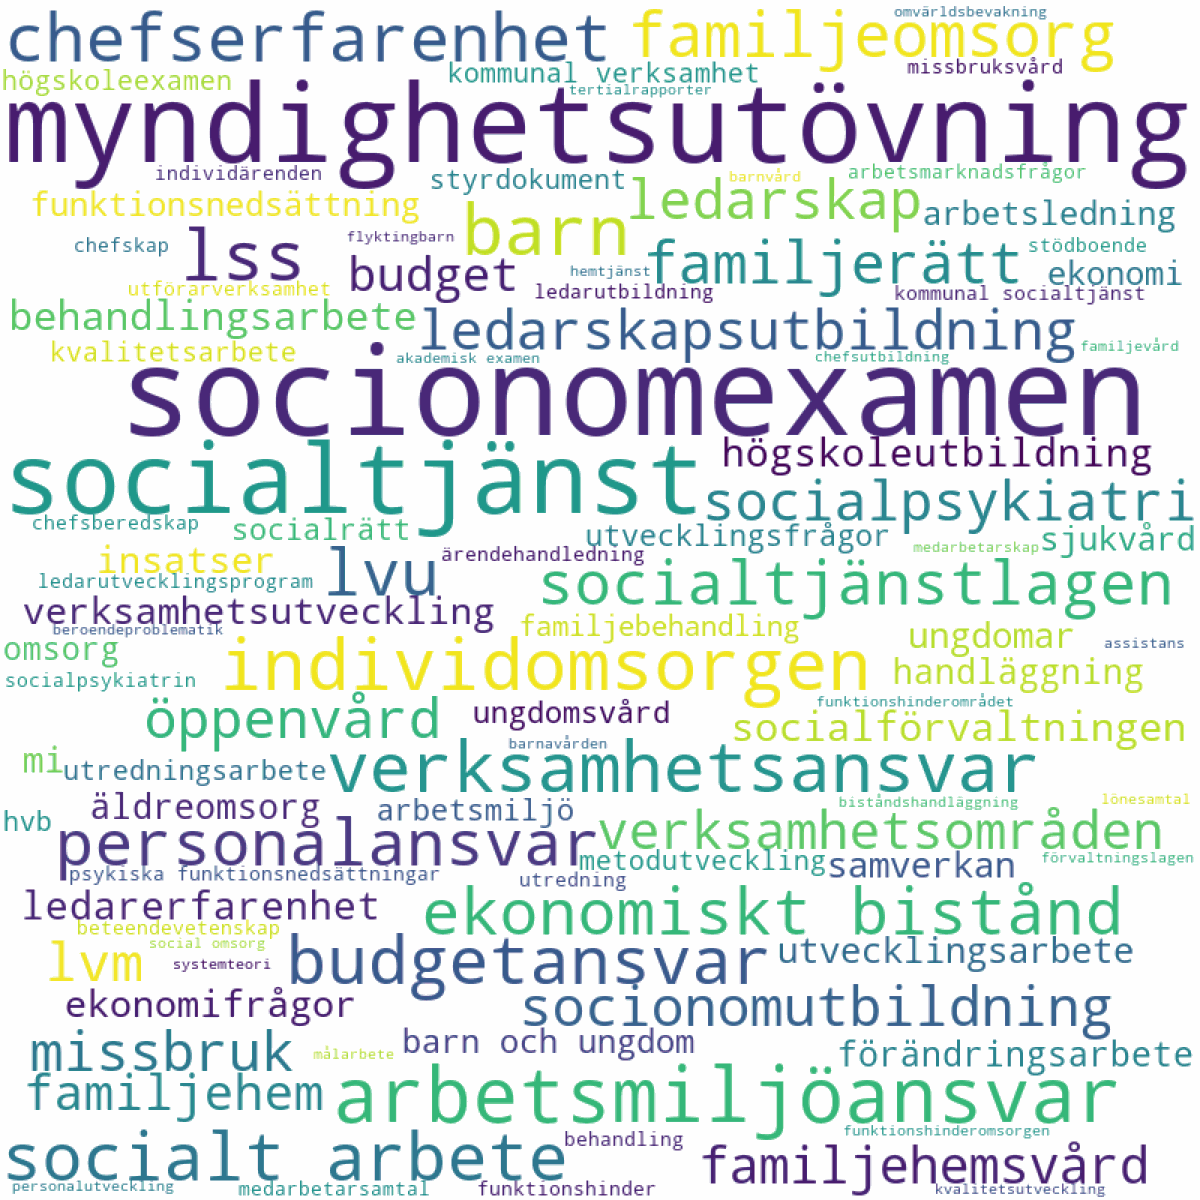 omvärldsbevakning
chefserfarenhet familjeomsorg
högskoleexamen kommunal verksamhet missbruksvård
tertialrapporter
myndighetsutövning
individärenden styrdokument barnvård arbetsmarknadsfrågor
funktionsnedsättning barn ledarskap arbetsledning
chefskap lss flyktingbarn familjerätt stödboende
budget hemtjänst ekonomi
utförarverksamhet ledarutbildning kommunal socialtjänst
behandlingsarbete ledarskapsutbildning
kvalitetsarbete akademisk examen chefsutbildning familjevård
socionomexamen
socialtjänst högskoleutbildning
socialpsykiatri
chefsberedskap socialrätt utvecklingsfrågor medarbetarskap sjukvård
insatser ärendehandledning
ledarutvecklingsprogram lvu socialtjänstlagen
verksamhetsutveckling
beroendeproblematik familjebehandling ungdomar assistans
omsorg individomsorgen handläggning
socialpsykiatrin
öppenvård ungdomsvård funktionshinderområdet
socialförvaltningen
barnavården
mi utredningsarbete verksamhetsansvar
äldreomsorg arbetsmiljö biståndshandläggning lönesamtal
hvb personalansvar verksamhetsområden
metodutveckling samverkan förvaltningslagen
psykiska funktionsnedsättningar utredning
ledarerfarenhet ekonomiskt bistånd
beteendevetenskap
social omsorg
lvm systemteori budgetansvar utvecklingsarbete
ekonomifrågor socionomutbildning
missbruk målarbete barn och ungdom förändringsarbete
familjehem arbetsmiljöansvar
funktionshinderomsorgen
socialt arbete behandling familjehemsvård
personalutveckling medarbetarsamtal funktionshinder kvalitetsutveckling